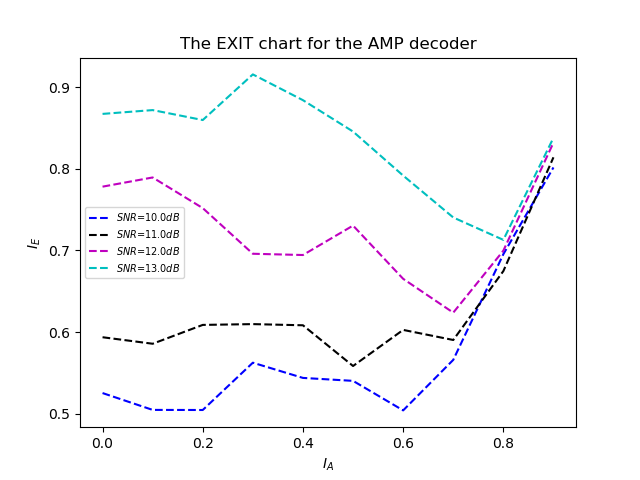 The EXIT chart for the AMP decoder
0.9
0.8
0.7
0.6
0.5
I_E
SNR=10.0dB
SNR=11.0dB
SNR=12.0dB
SNR=13.0dB
0.0 0.2 0.4 0.6 0.8
I_A